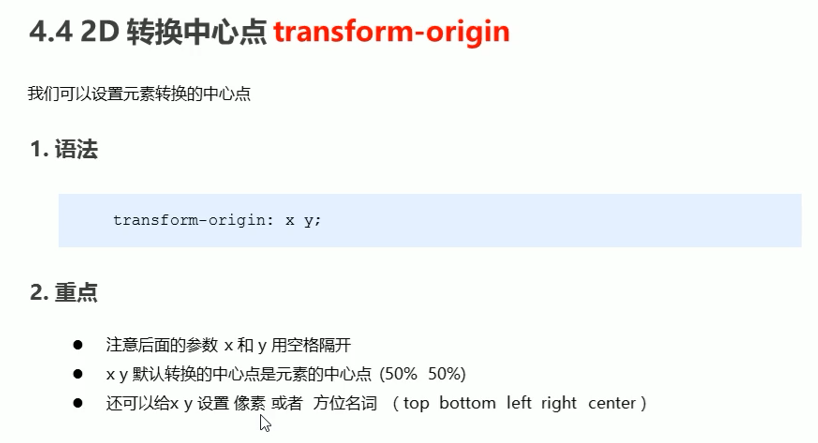 4.4 2D 转换中心点 transform-origin
我们可以设置元素转换的中心点
1. 语法
transform-origin: x y;
2. 重点
● 注意后面的参数 x 和 y 用空格隔开
● x y 默认转换的中心点是元素的中心点 (50% 50%)
● 还可以给x y 设置 像素 或者 方位名词 ( top bottom left right center )